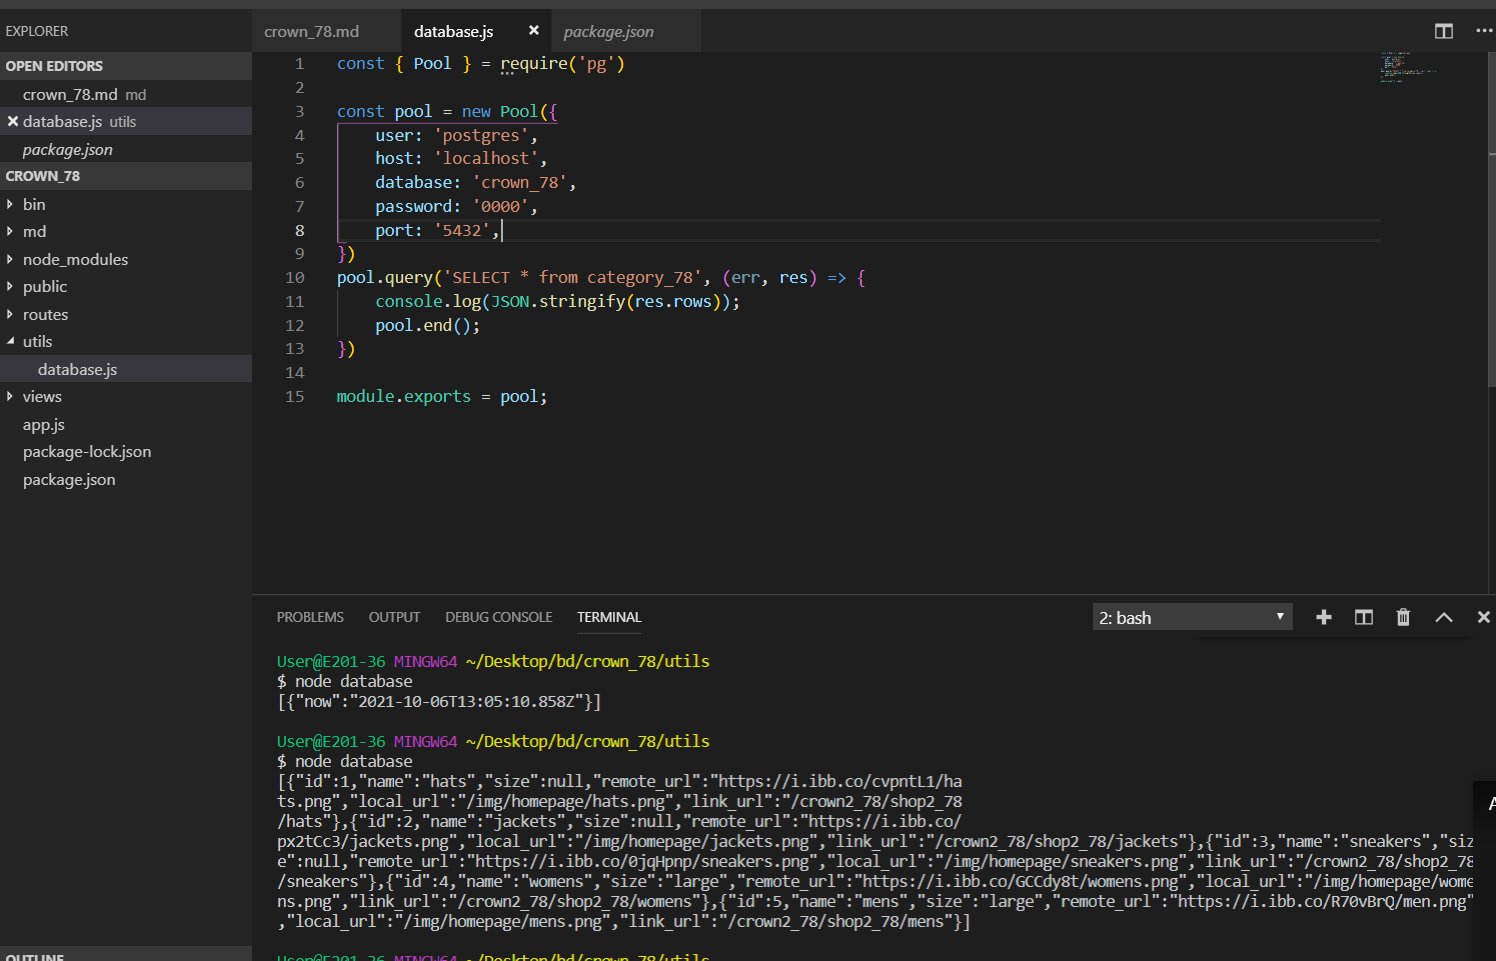 EXPLORER
OPEN EDITORS
crown_78.md md
database.js utils
package.json
CROWN_78
bin
md
node_modules
public
routes
utils
database.js
views
app.js
package-lock.json
package.json
OUTLINE
crown_78.md database.js package.json
1 const { Pool } = require('pg')
2
3 const pool = new Pool({
4 user: 'postgres',
5 host: 'localhost',
6 database: 'crown_78',
7 password: '0000',
8 port: '5432',
9 })
10 pool.query('SELECT * from category_78', (err, res) => {
11 console.log(JSON.stringify(res.rows));
12 pool.end();
13 })
14
15 module.exports = pool;
PROBLEMS OUTPUT DEBUG CONSOLE TERMINAL 2: bash
User@E201-36 MINGW64 ~/Desktop/bd/crown_78/utils
$ node database
[{"now":"2021-10-06T13:05:10.858Z"}]
User@E201-36 MINGW64 ~/Desktop/bd/crown_78/utils
$ node database
[{"id":1,"name":"hats","size":null,"remote_url":"https://i.ibb.co/cvpntL1/ha
ts.png","local_url":"/img/homepage/hats.png","link_url":"/crown2_78/shop2_78
/hats"},{"id":2,"name":"jackets","size":null,"remote_url":"https://i.ibb.co/
px2tCc3/jackets.png","local_url":"/img/homepage/jackets.png","link_url":"/crown2_78/shop2_78/jackets"},{"id":3,"name":"sneakers","siz
e":null,"remote_url":"https://i.ibb.co/0jqHpnp/sneakers.png","local_url":"/img/homepage/sneakers.png","link_url":"/crown2_78/shop2_78
/sneakers"},{"id":4,"name":"womens","size":"large","remote_url":"https://i.ibb.co/GCCdy8t/womens.png","local_url":"/img/homepage/wome
ns.png","link_url":"/crown2_78/shop2_78/womens"},{"id":5,"name":"mens","size":"large","remote_url":"https://i.ibb.co/R70vBrQ/men.png"
,"local_url":"/img/homepage/mens.png","link_url":"/crown2_78/shop2_78/mens"}]
User@E201-36 MINGW64 ~/Desktop/bd/crown_78/utils
A